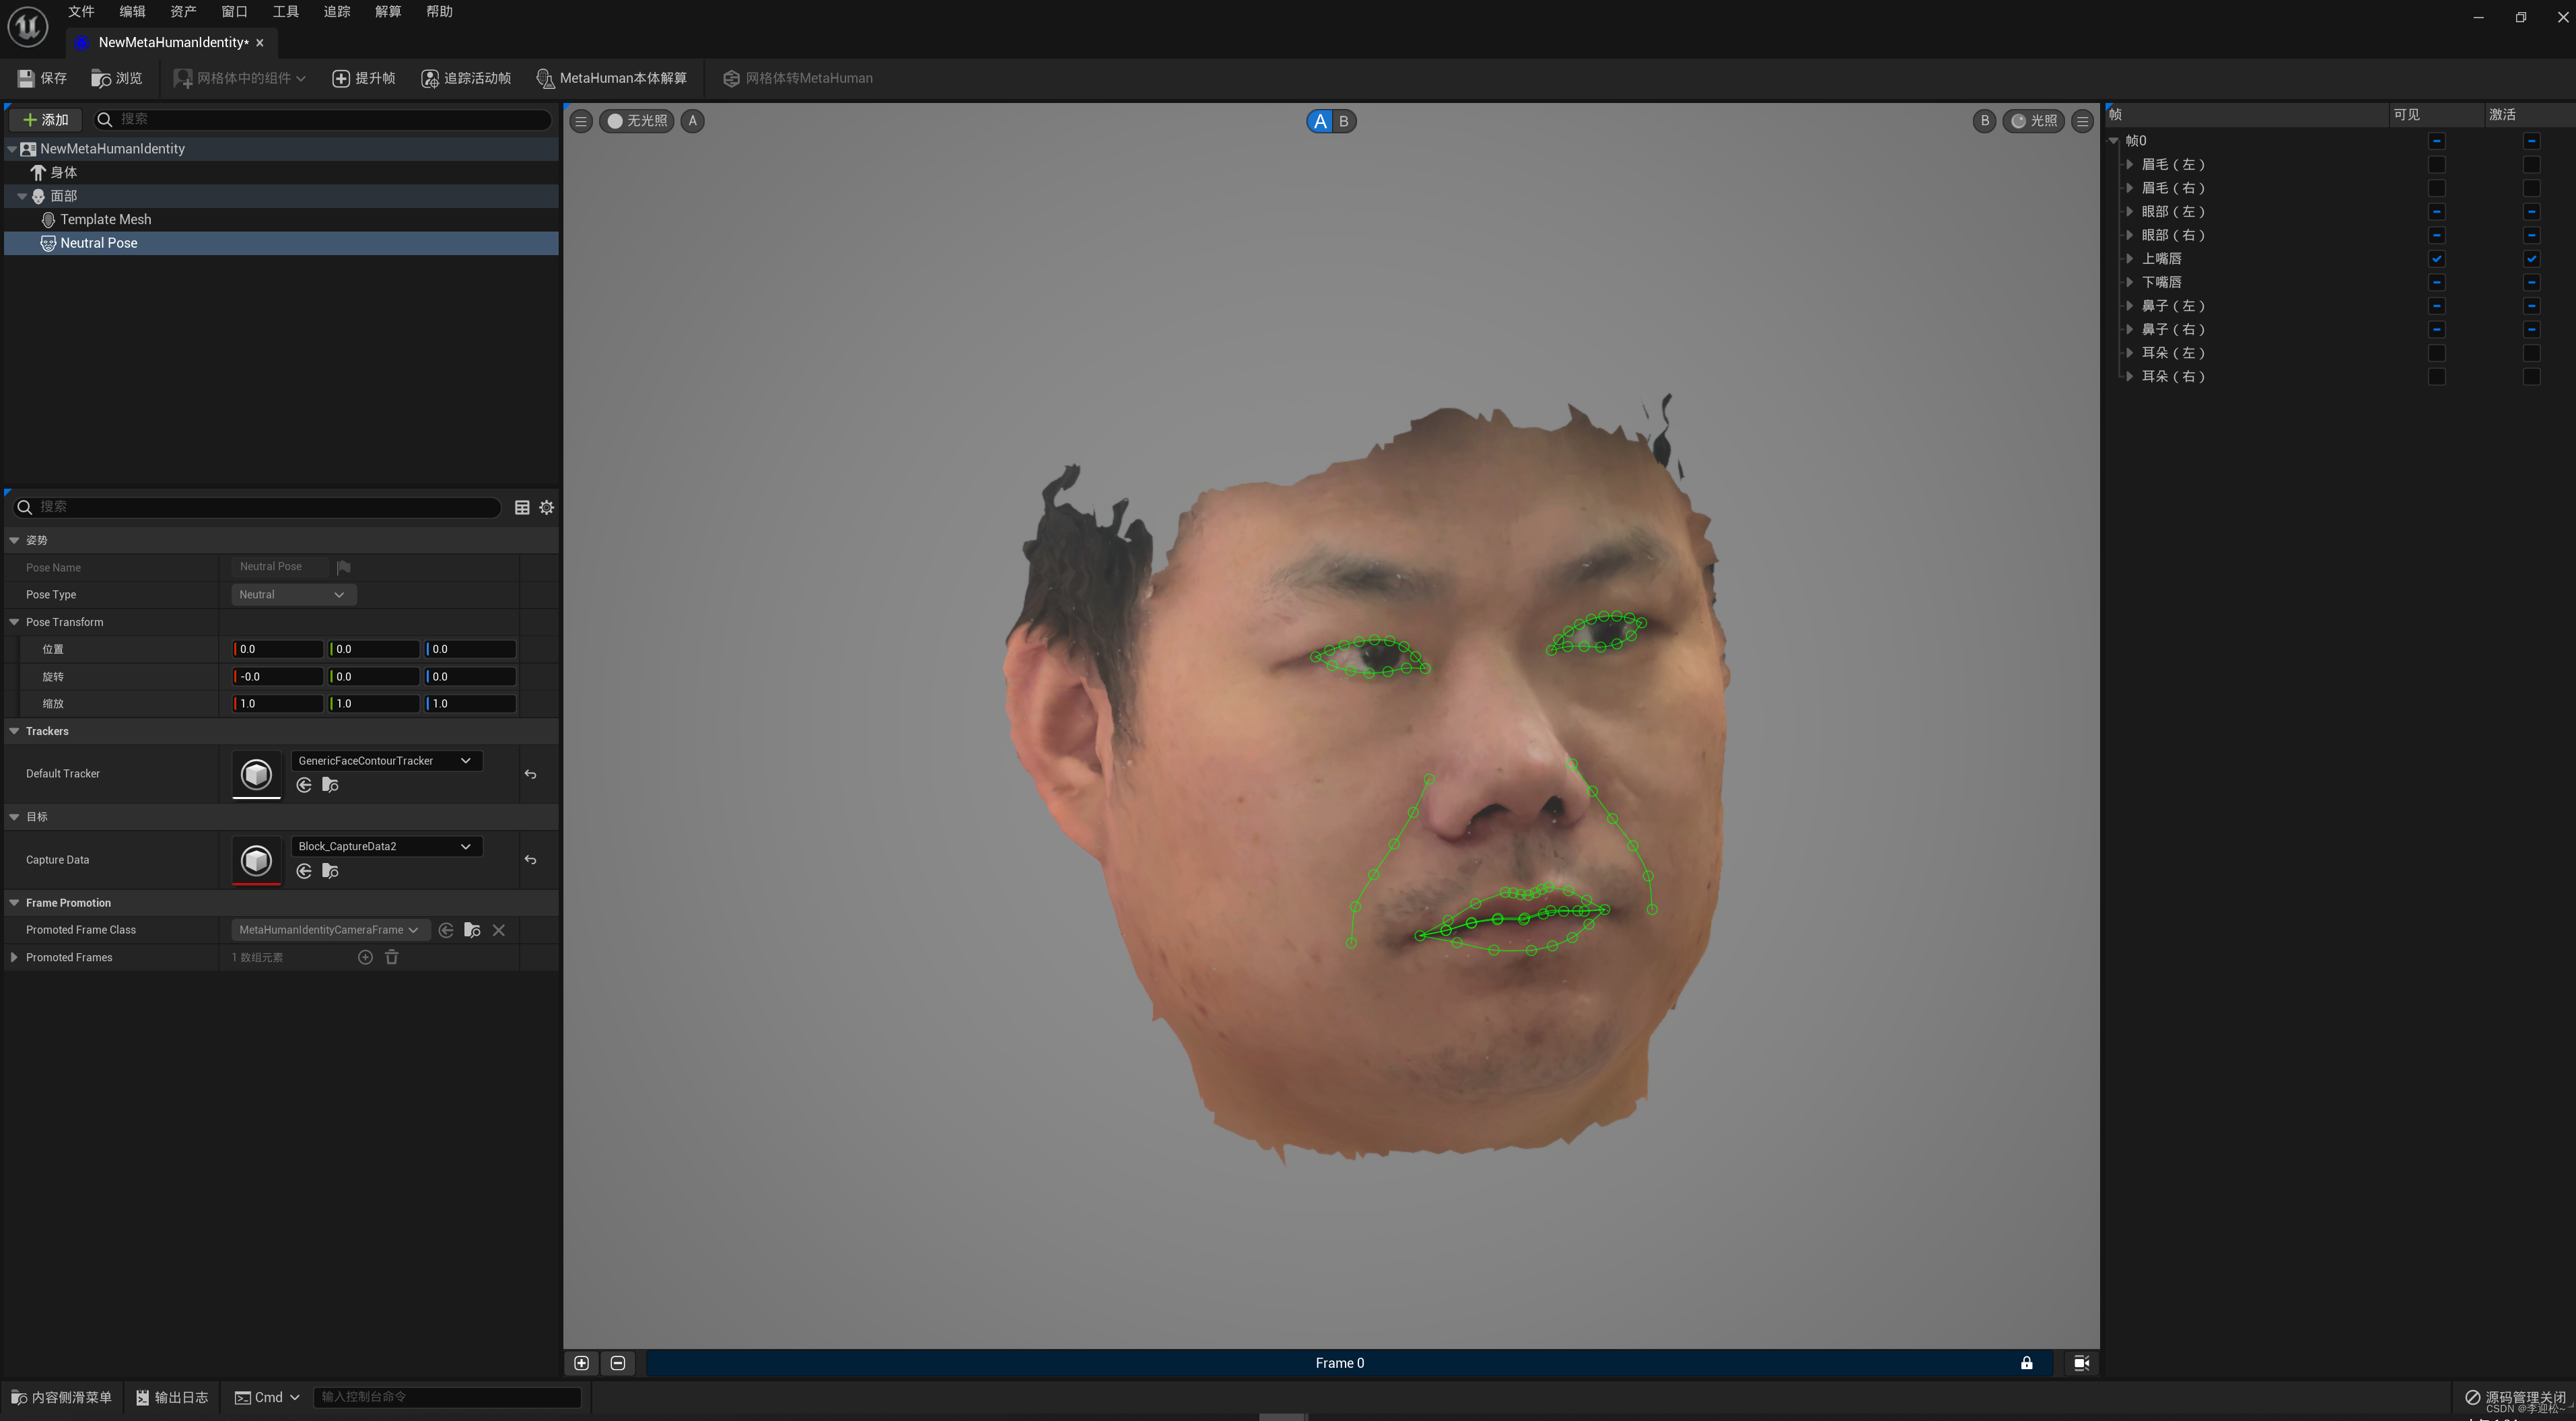 文件 编辑 资产 窗口 工具 追踪 解算 帮助
NewMetaHumanIdentity*
保存 浏览 网格体中的组件 提升帧 追踪活动帧 MetaHuman本体解算 网格体转MetaHuman
添加 搜索
NewMetaHumanIdentity
身体
面部
Template Mesh
Neutral Pose
搜索
姿势
Pose Name Neutral Pose
Pose Type Neutral
Pose Transform
位置 0.0 0.0 0.0
旋转 -0.0 0.0 0.0
缩放 1.0 1.0 1.0
Trackers
Default Tracker GenericFaceContourTracker
目标
Capture Data Block_CaptureData2
Frame Promotion
Promoted Frame Class MetaHumanIdentityCameraFrame
Promoted Frames 1 数组元素
无光照 A A B B 光照
Frame 0
帧 可见 激活
帧0
眉毛（左）
眉毛（右）
眼部（左）
眼部（右）
上嘴唇
下嘴唇
鼻子（左）
鼻子（右）
耳朵（左）
耳朵（右）
内容侧滑菜单 输出日志 Cmd 输入控制台命令 源码管理关闭
CSDN @李迎松~